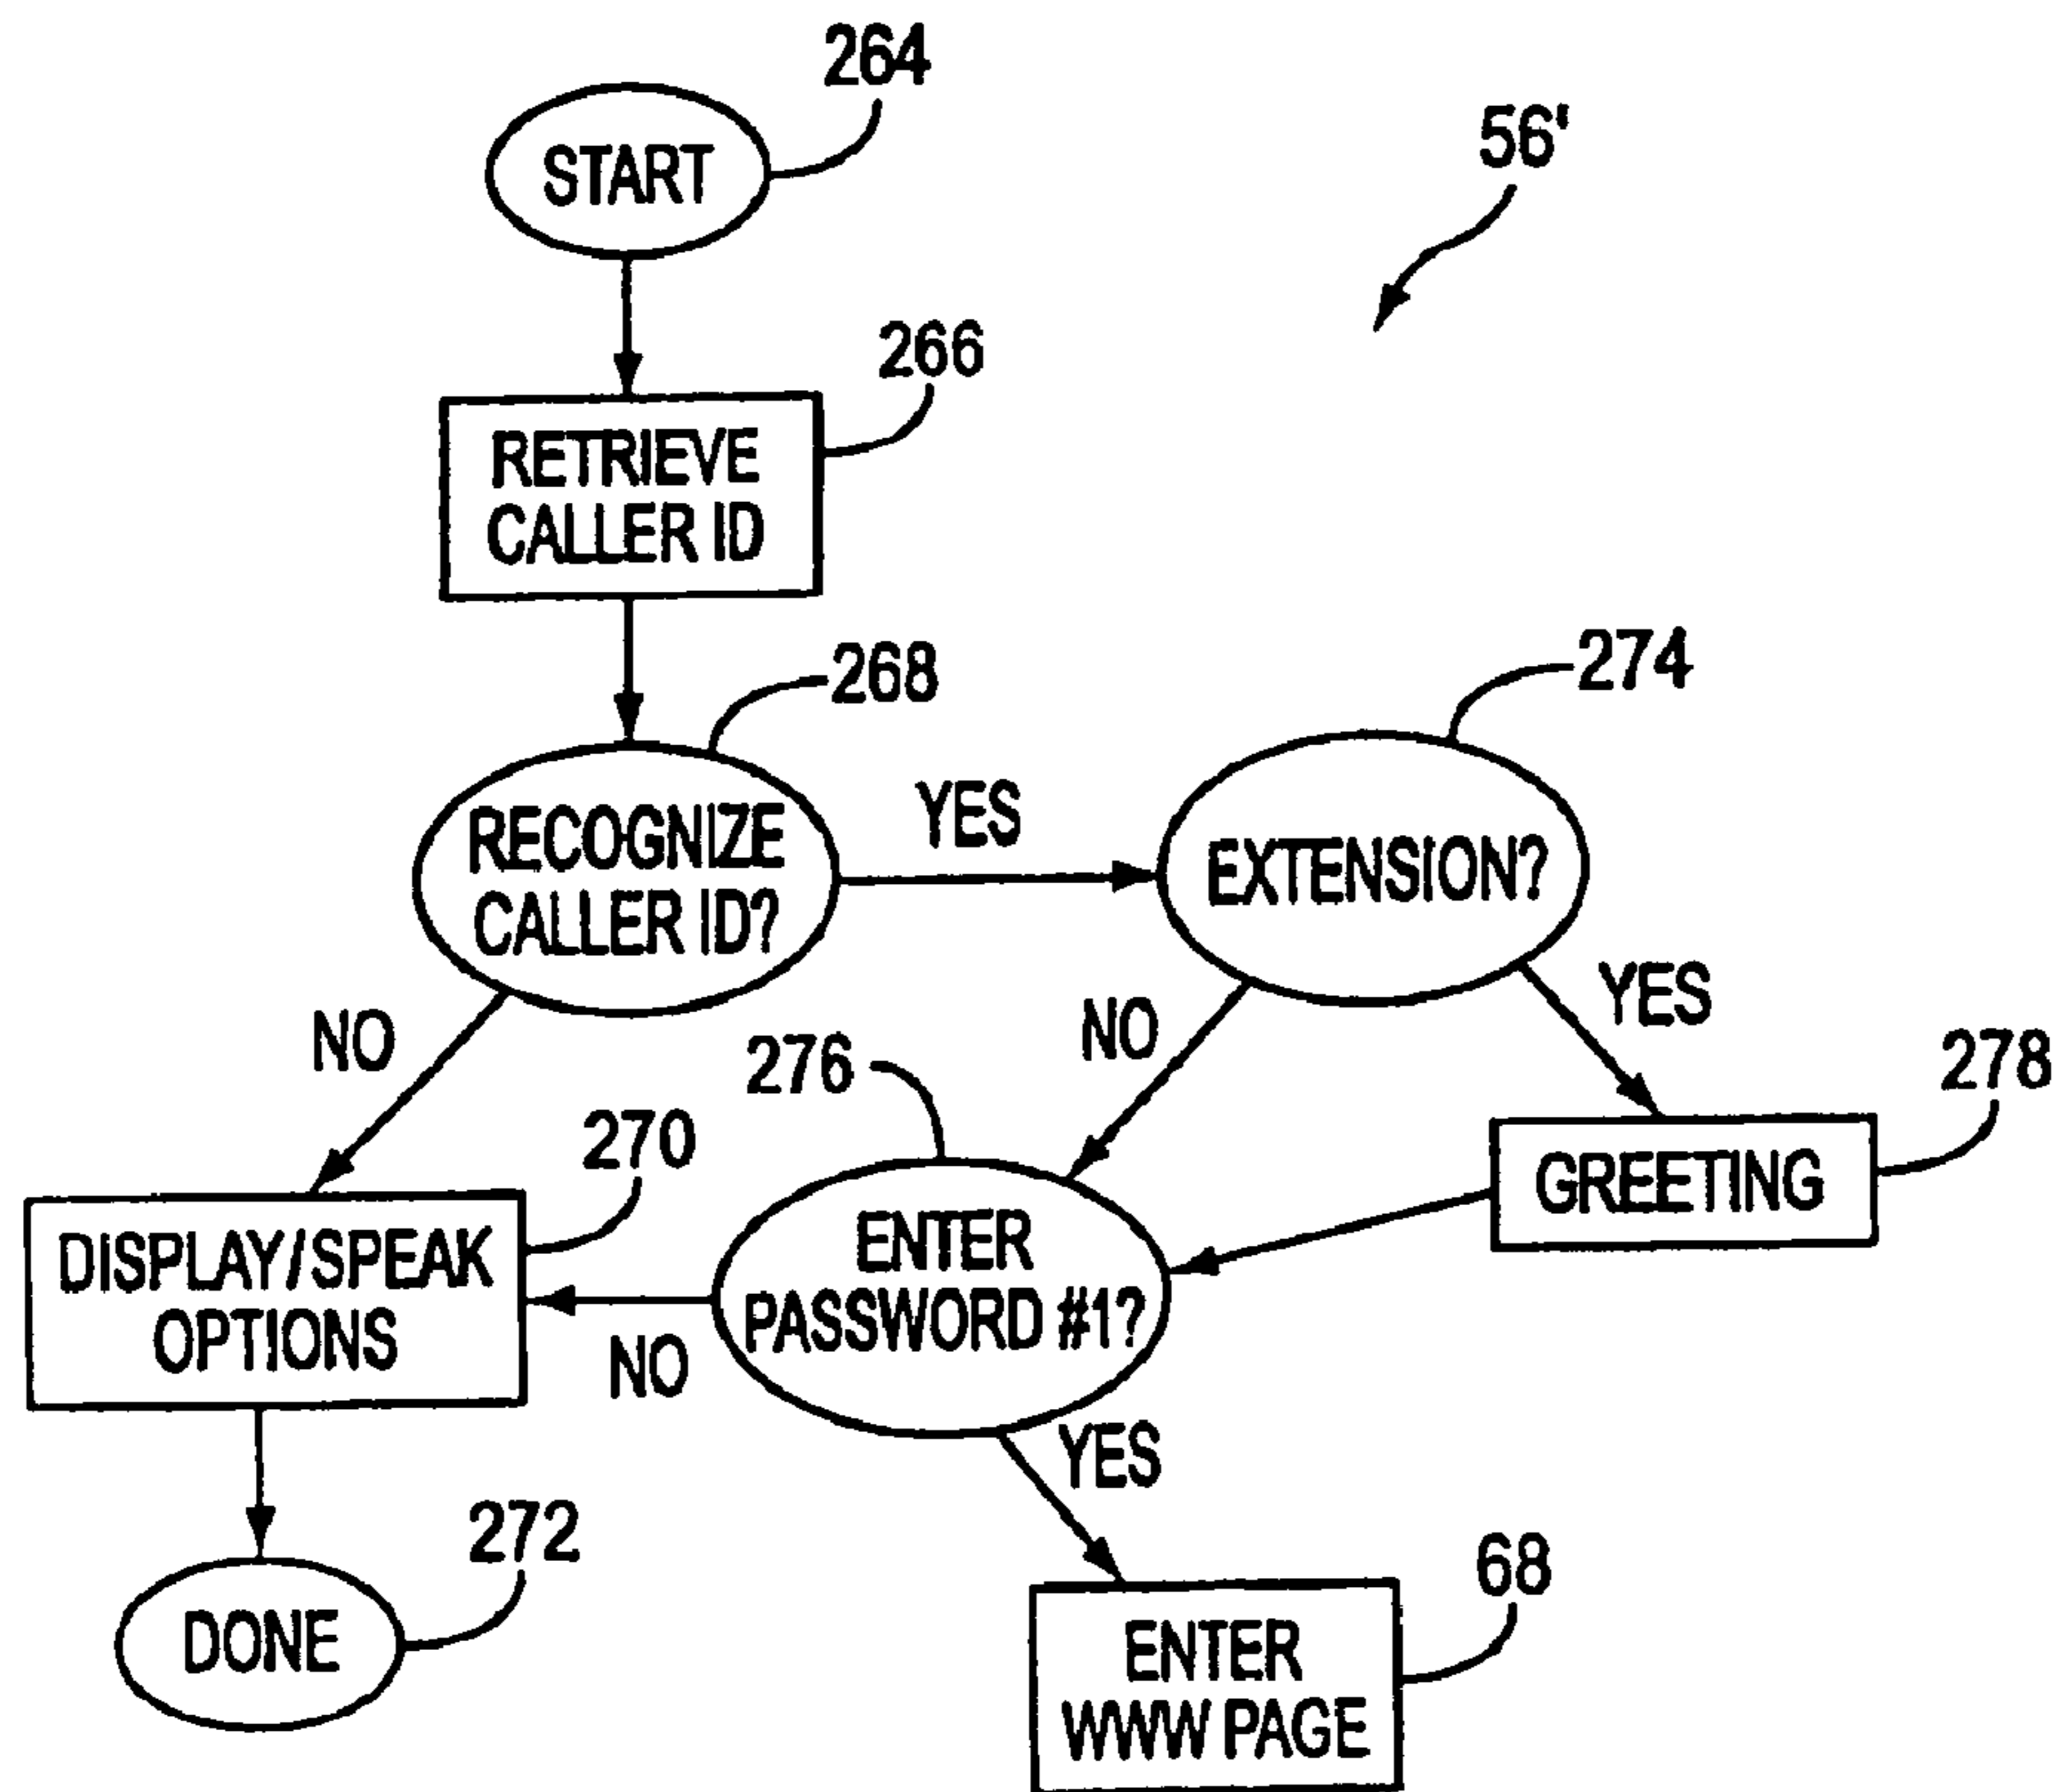 264
START
56'
266
RETRIEVE
CALLER ID
268
274
RECOGNIZE
CALLER ID?
YES
EXTENSION?
NO
276
NO
YES
278
270
GREETING
DISPLAY/SPEAK
OPTIONS
ENTER
PASSWORD #1?
NO
YES
272
68
DONE
ENTER
WWW PAGE